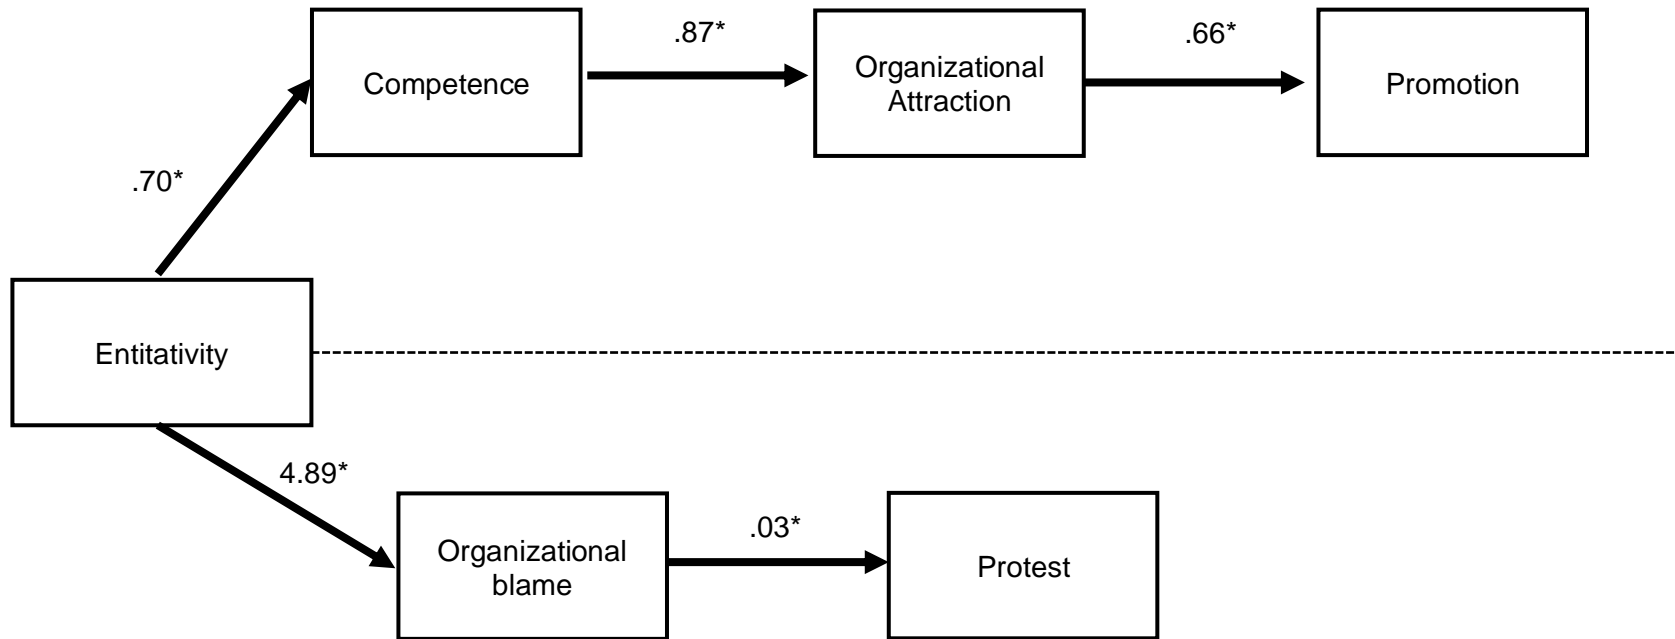 .87*
.66*
Competence
Organizational
Attraction
Promotion
.70*
Entitativity
4.89*
Organizational
blame
.03*
Protest